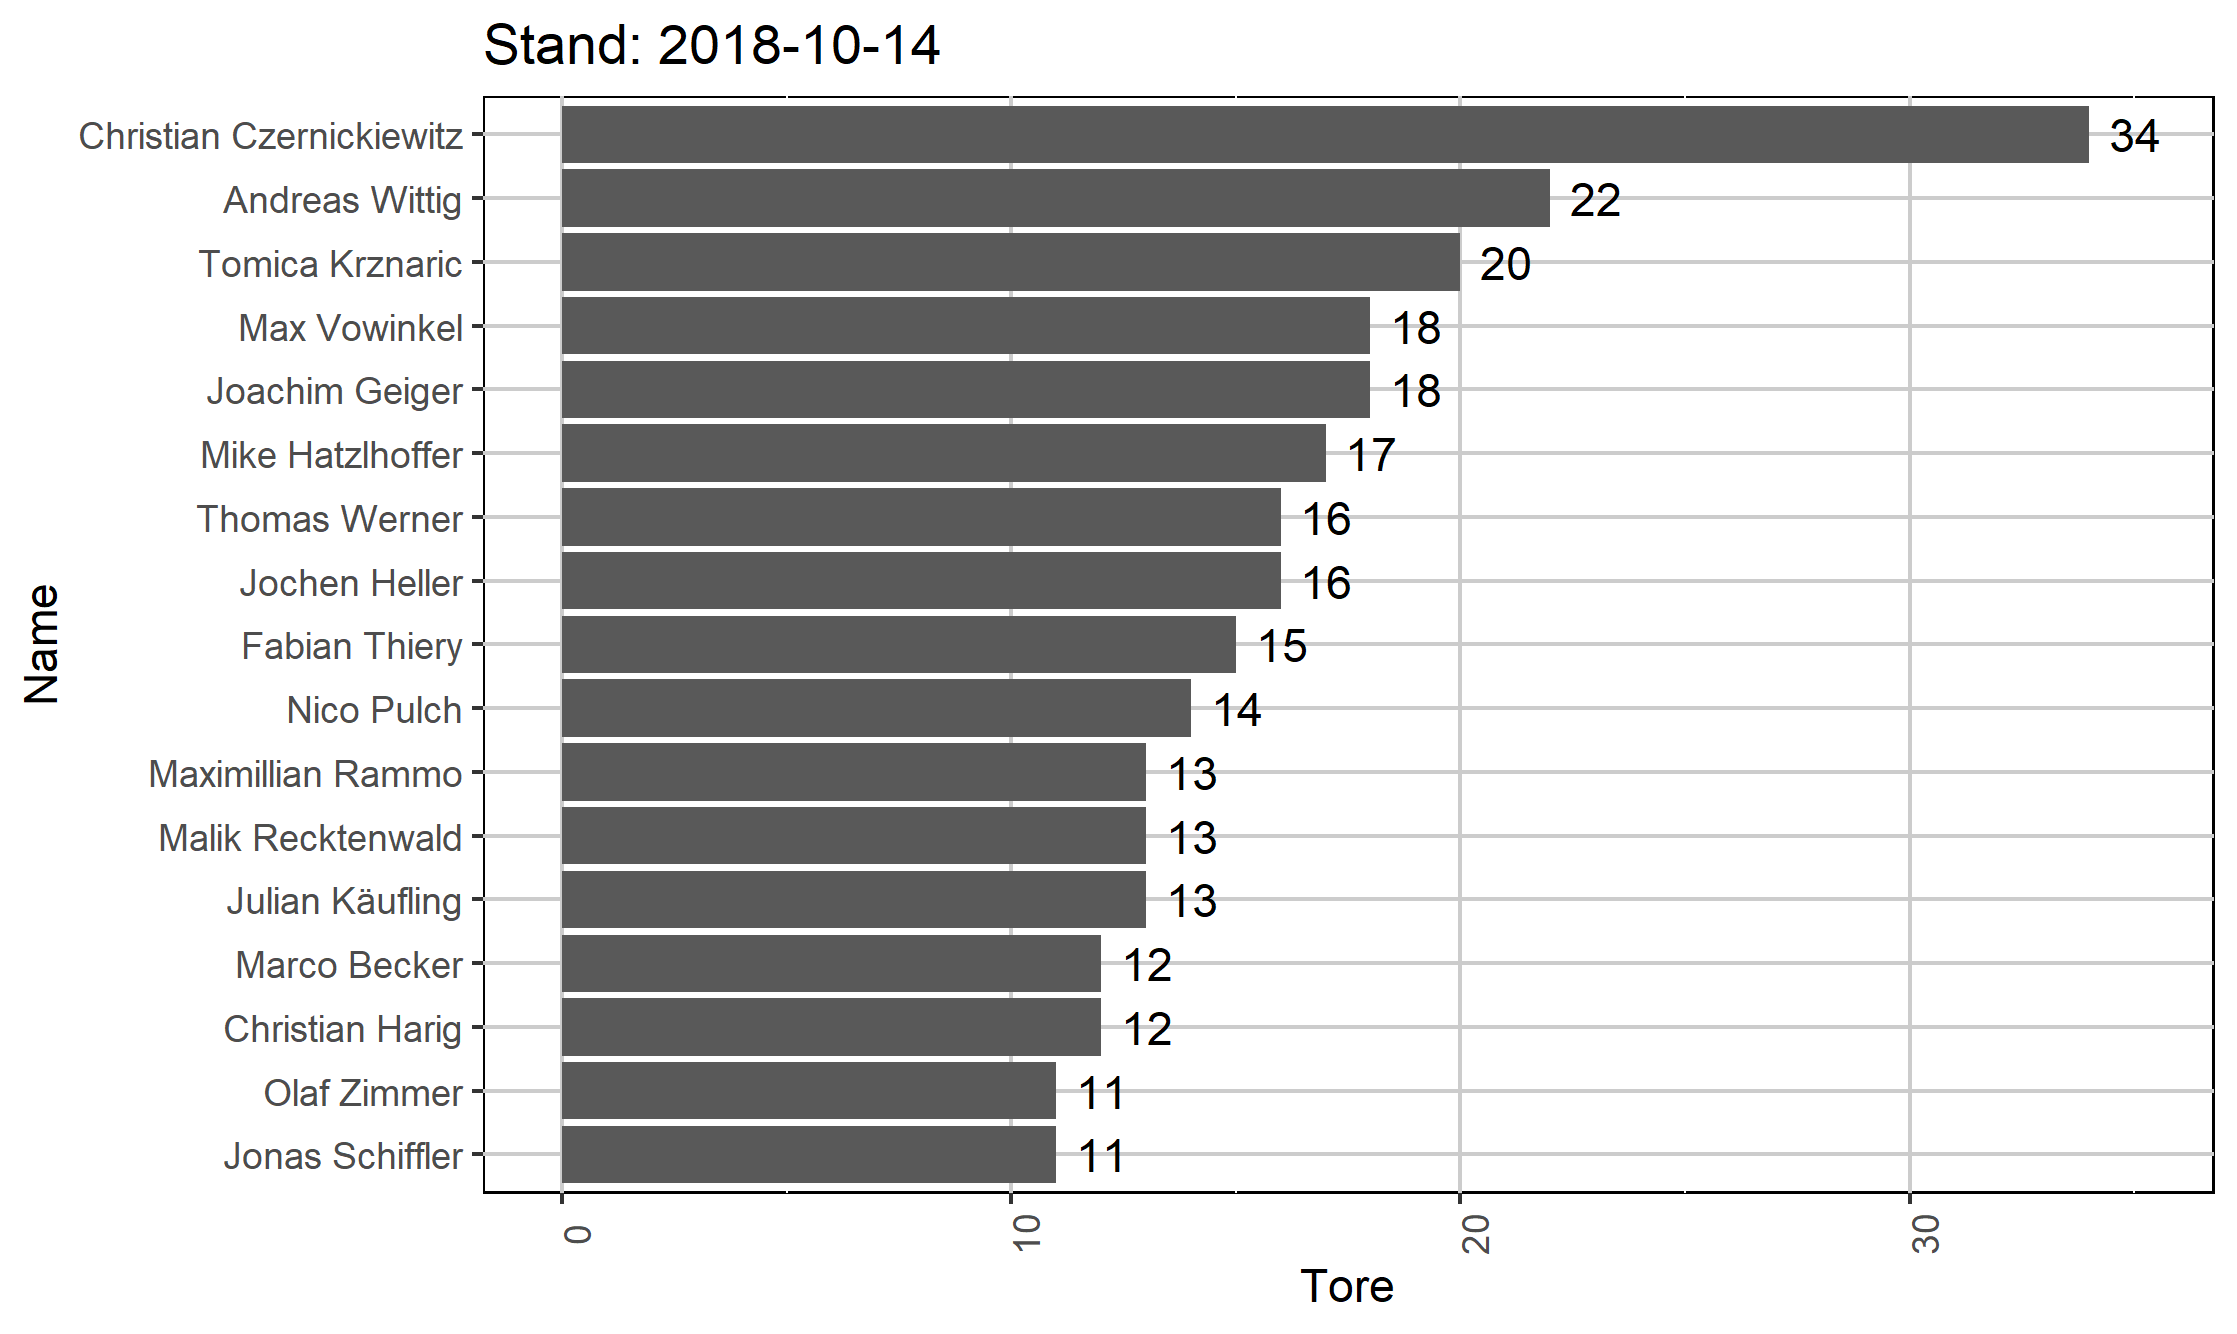 Stand: 2018-10-14
Christian Czernickiewitz 34
Andreas Wittig 22
Tomica Krznaric 20
Max Vowinkel 18
Joachim Geiger 18
Mike Hatzlhoffer 17
Thomas Werner 16
Jochen Heller 16
Fabian Thiery 15
Nico Pulch 14
Maximillian Rammo 13
Malik Recktenwald 13
Julian Käufling 13
Marco Becker 12
Christian Harig 12
Olaf Zimmer 11
Jonas Schiffler 11
Name
0 10 20 30
Tore